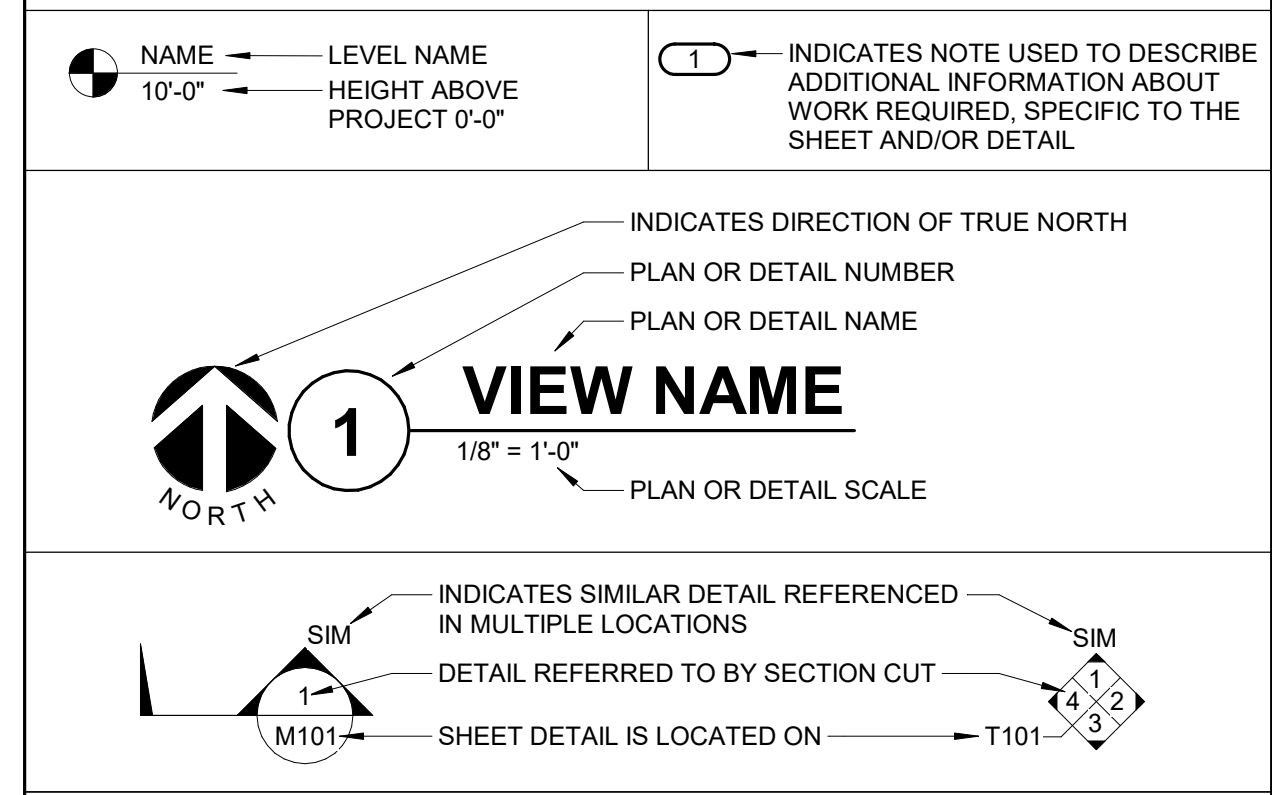 NAME
LEVEL NAME
10'-0"
HEIGHT ABOVE
PROJECT 0'-0"
1
INDICATES NOTE USED TO DESCRIBE
ADDITIONAL INFORMATION ABOUT
WORK REQUIRED, SPECIFIC TO THE
SHEET AND/OR DETAIL
INDICATES DIRECTION OF TRUE NORTH
PLAN OR DETAIL NUMBER
PLAN OR DETAIL NAME
NORTH
1
VIEW NAME
1/8" = 1'-0"
PLAN OR DETAIL SCALE
INDICATES SIMILAR DETAIL REFERENCED
IN MULTIPLE LOCATIONS
SIM
SIM
1
DETAIL REFERRED TO BY SECTION CUT
1
4
2
3
M101
SHEET DETAIL IS LOCATED ON
T101